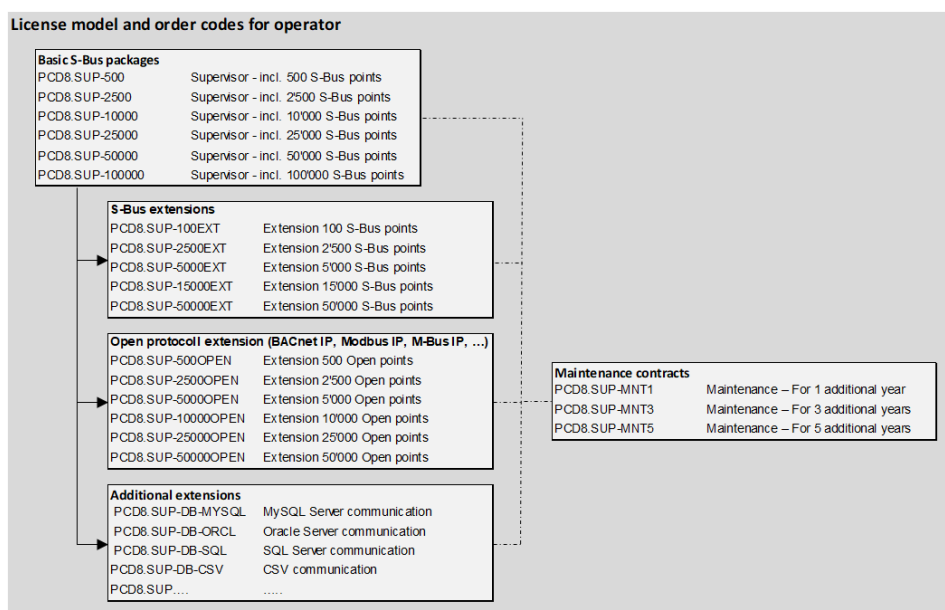 License model and order codes for operator
Basic S-Bus packages
PCD8.SUP-500 Supervisor - incl. 500 S-Bus points
PCD8.SUP-2500 Supervisor - incl. 2'500 S-Bus points
PCD8.SUP-10000 Supervisor - incl. 10'000 S-Bus points
PCD8.SUP-25000 Supervisor - incl. 25'000 S-Bus points
PCD8.SUP-50000 Supervisor - incl. 50'000 S-Bus points
PCD8.SUP-100000 Supervisor - incl. 100'000 S-Bus points
S-Bus extensions
PCD8.SUP-100EXT Extension 100 S-Bus points
PCD8.SUP-2500EXT Extension 2'500 S-Bus points
PCD8.SUP-5000EXT Extension 5'000 S-Bus points
PCD8.SUP-15000EXT Extension 15'000 S-Bus points
PCD8.SUP-50000EXT Extension 50'000 S-Bus points
Open protocoll extension (BACnet IP, Modbus IP, M-Bus IP, ...)
PCD8.SUP-500OPEN Extension 500 Open points
PCD8.SUP-2500OPEN Extension 2'500 Open points
PCD8.SUP-5000OPEN Extension 5'000 Open points
PCD8.SUP-10000OPEN Extension 10'000 Open points
PCD8.SUP-25000OPEN Extension 25'000 Open points
PCD8.SUP-50000OPEN Extension 50'000 Open points
Additional extensions
PCD8.SUP-DB-MYSQL MySQL Server communication
PCD8.SUP-DB-ORCL Oracle Server communication
PCD8.SUP-DB-SQL SQL Server communication
PCD8.SUP-DB-CSV CSV communication
PCD8.SUP.... .....
Maintenance contracts
PCD8.SUP-MNT1 Maintenance – For 1 additional year
PCD8.SUP-MNT3 Maintenance – For 3 additional years
PCD8.SUP-MNT5 Maintenance – For 5 additional years